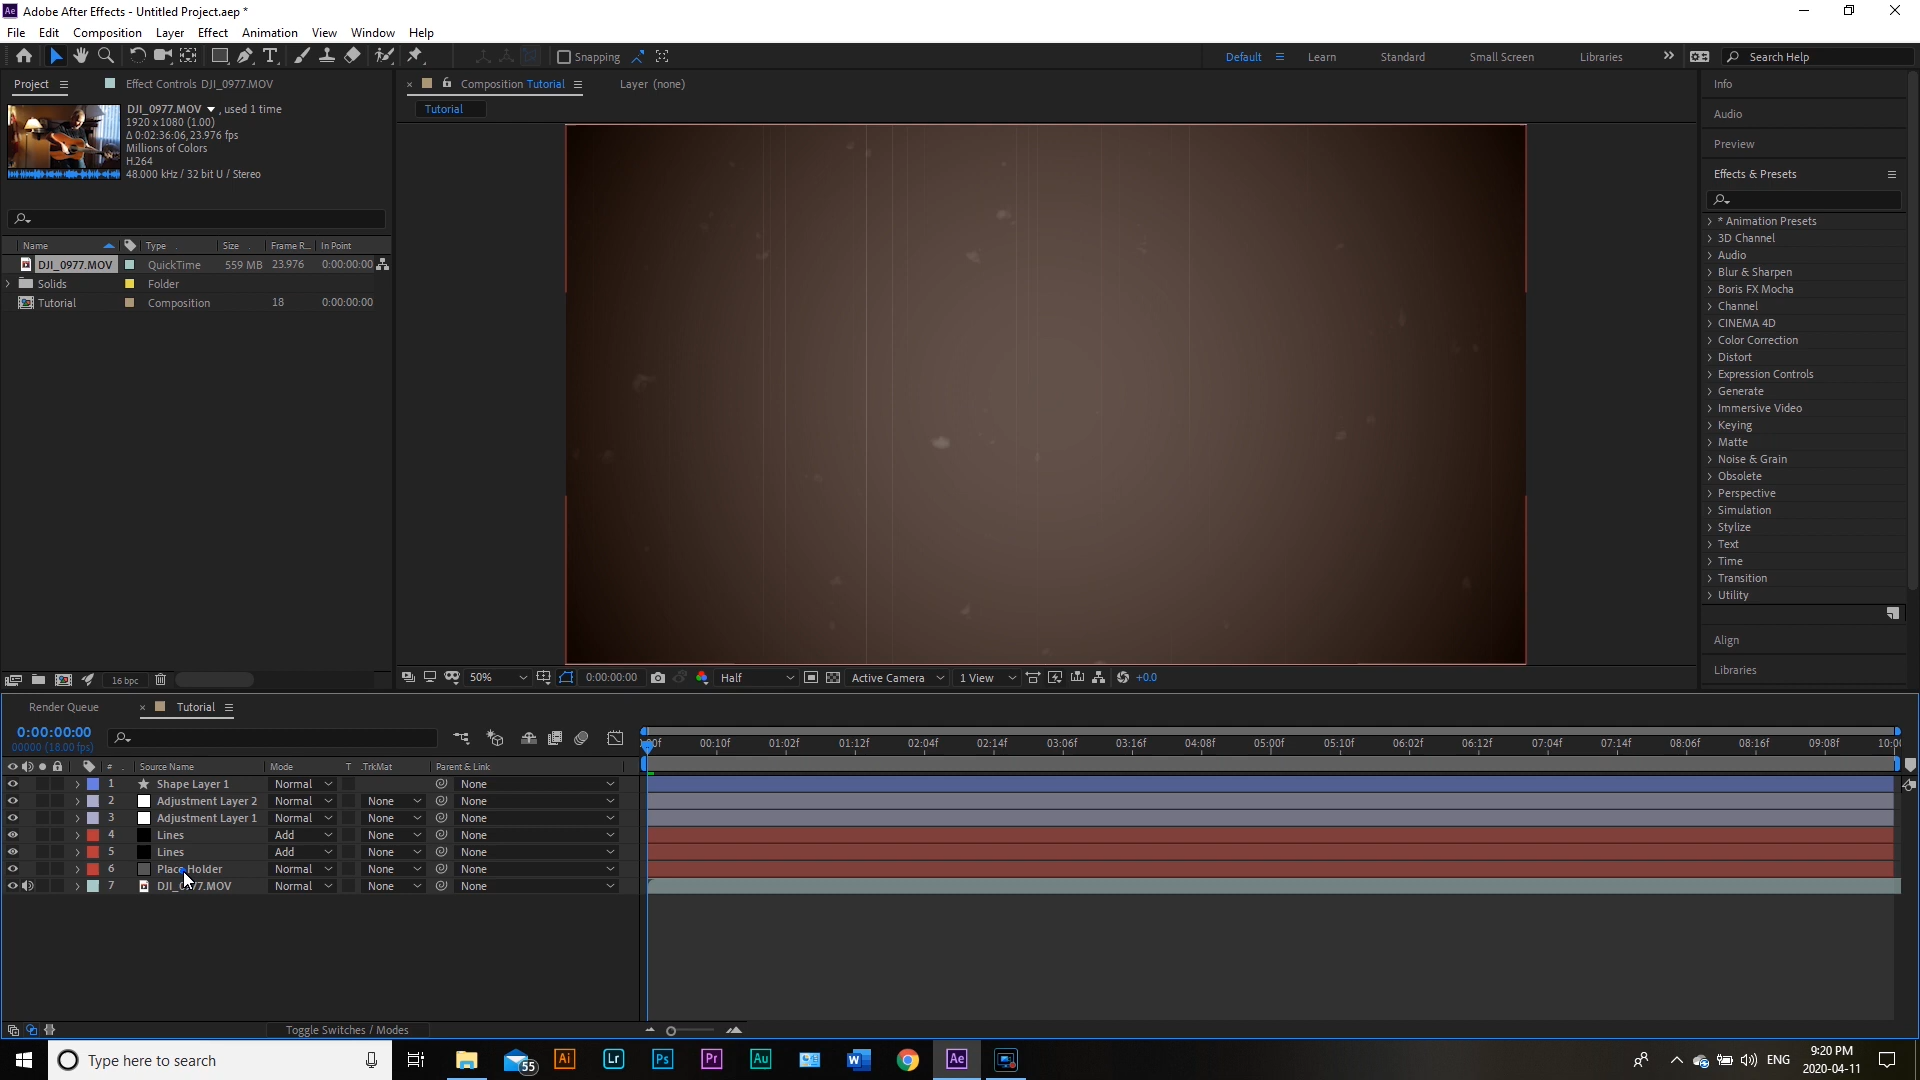 Ae Adobe After Effects - Untitled Project.aep *
File Edit Composition Layer Effect Animation View Window Help
Snapping Default Learn Standard Small Screen Libraries Search Help
Project Effect Controls DJI_0977.MOV
DJI_0977.MOV , used 1 time
1920 x 1080 (1.00)
Δ 0:02:36:06, 23.976 fps
Millions of Colors
H.264
48.000 kHz / 32 bit U / Stereo
Name Type Size Frame R... In Point
DJI_0977.MOV QuickTime 559 MB 23.976 0:00:00:00
Solids Folder
Tutorial Composition 18 0:00:00:00
16 bpc
Composition Tutorial Layer (none)
Tutorial
50% 0:00:00:00 Half Active Camera 1 View +0.0
Info
Audio
Preview
Effects & Presets
* Animation Presets
3D Channel
Audio
Blur & Sharpen
Boris FX Mocha
Channel
CINEMA 4D
Color Correction
Distort
Expression Controls
Generate
Immersive Video
Keying
Matte
Noise & Grain
Obsolete
Perspective
Simulation
Stylize
Text
Time
Transition
Utility
Align
Libraries
Render Queue Tutorial
0:00:00:00
00000 (18.00 fps)
00:10f 01:02f 01:12f 02:04f 02:14f 03:06f 03:16f 04:08f 05:00f 05:10f 06:02f 06:12f 07:04f 07:14f 08:06f 08:16f 09:08f
# Source Name Mode T .TrkMat Parent & Link
1 Shape Layer 1 Normal None
2 Adjustment Layer 2 Normal None None
3 Adjustment Layer 1 Normal None None
4 Lines Add None None
5 Lines Add None None
6 Place Holder Normal None None
7 DJI_0977.MOV Normal None None
Toggle Switches / Modes
Type here to search 55 Ai Lr Ps Pr Au W Ae ENG
9:20 PM
2020-04-11